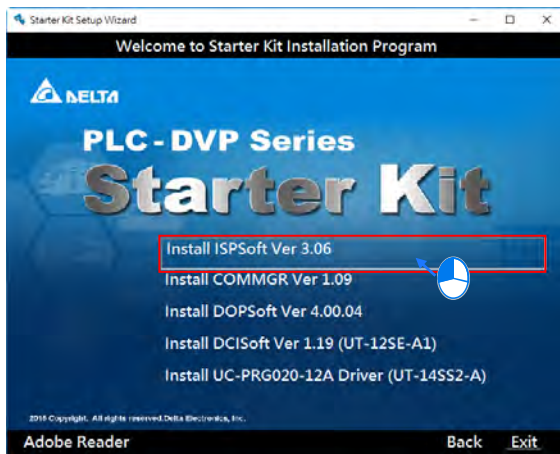 Starter Kit Setup Wizard
Welcome to Starter Kit Installation Program
DELTA
PLC-DVP Series
Starter Kit
Install ISPSoft Ver 3.06
Install COMMGR Ver 1.09
Install DOPSoft Ver 4.00.04
Install DCISoft Ver 1.19 (UT-12SE-A1)
Install UC-PRG020-12A Driver (UT-14SS2-A)
2018 Copyright. All rights reserved.Delta Electronics, Inc.
Adobe Reader Back Exit